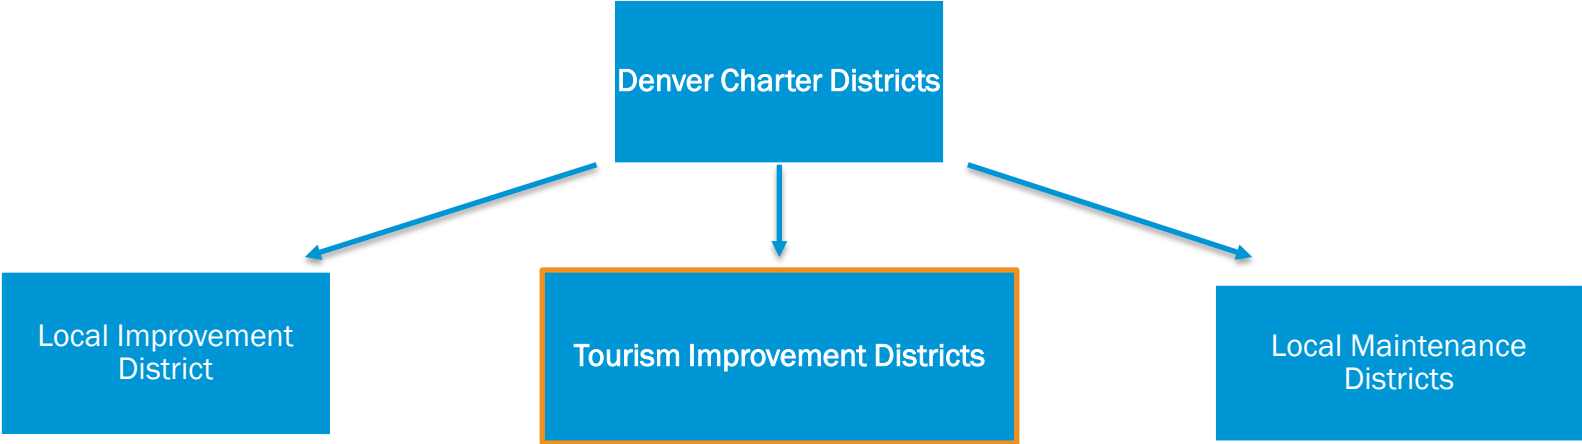 Denver Charter Districts
Local Improvement
District
Tourism Improvement Districts
Local Maintenance
Districts